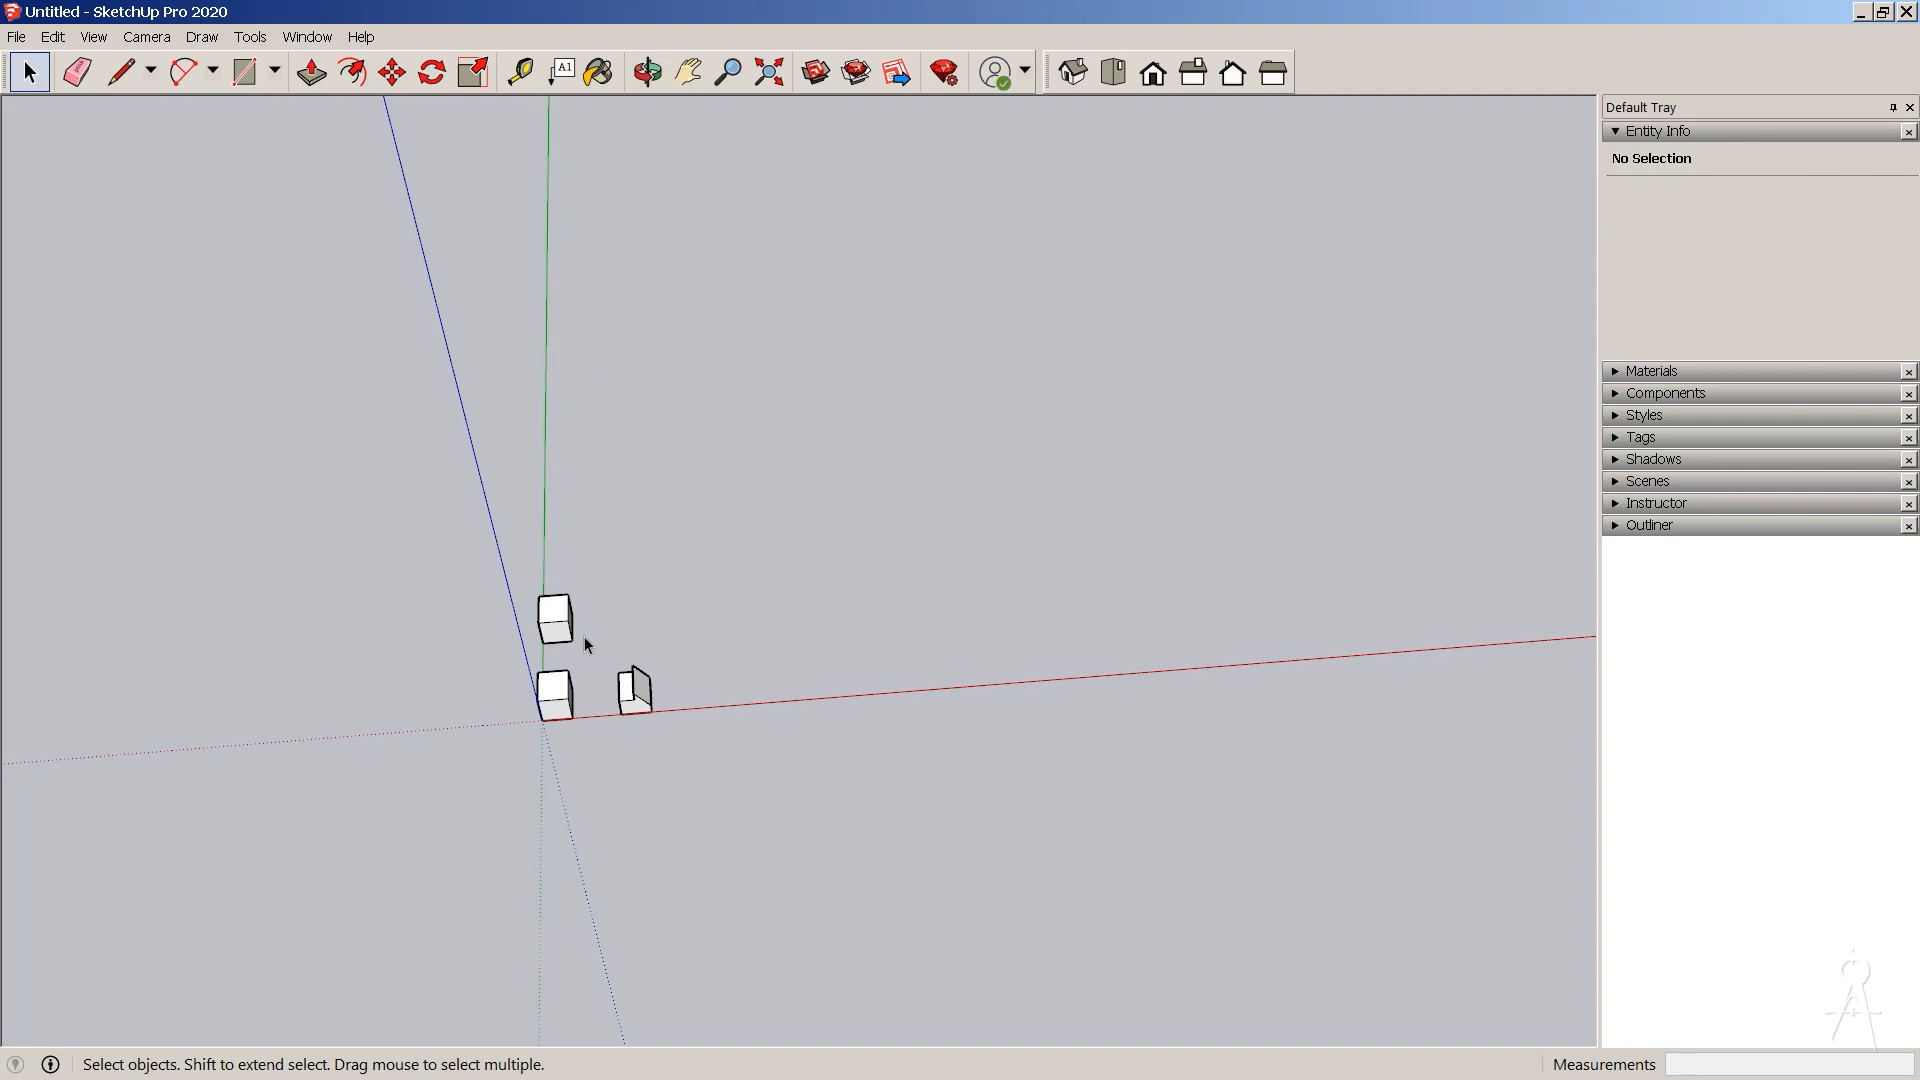 Untitled - SketchUp Pro 2020
File Edit View Camera Draw Tools Window Help
A1
Default Tray
Entity Info
No Selection
Materials
Components
Styles
Tags
Shadows
Scenes
Instructor
Outliner
Select objects. Shift to extend select. Drag mouse to select multiple.
Measurements